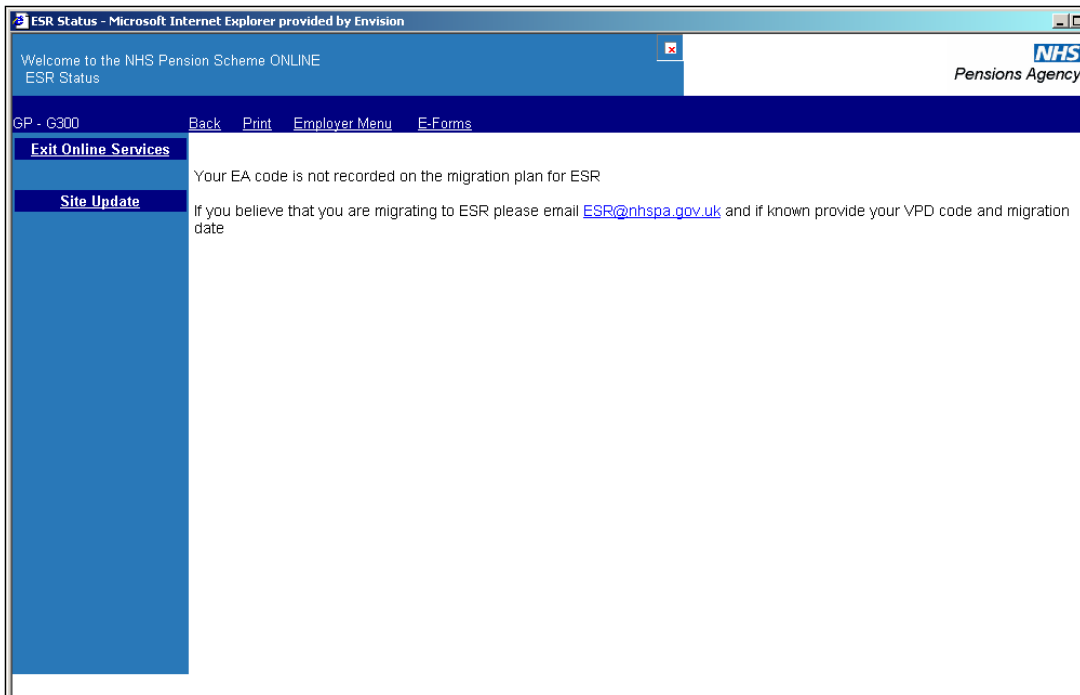 ESR Status - Microsoft Internet Explorer provided by Envision
Welcome to the NHS Pension Scheme ONLINE
ESR Status
NHS
Pensions Agency
GP - G300 Back Print Employer Menu E-Forms
Exit Online Services
Site Update
Your EA code is not recorded on the migration plan for ESR
If you believe that you are migrating to ESR please email ESR@nhspa.gov.uk and if known provide your VPD code and migration
date